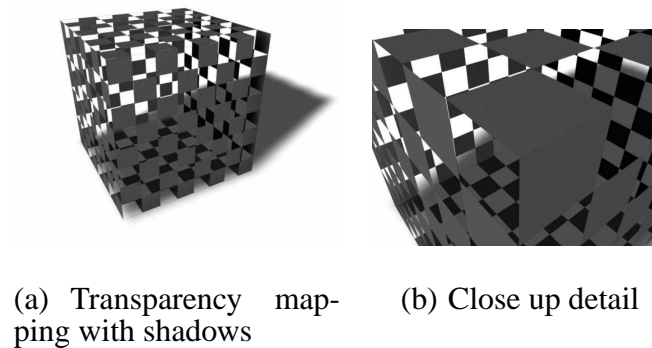 (a) Transparency map-
ping with shadows
(b) Close up detail